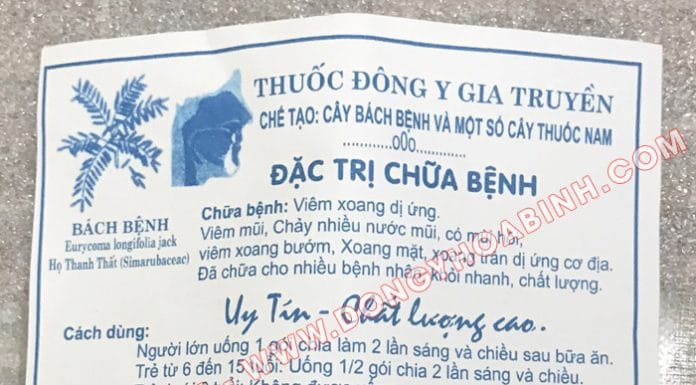 THUỐC ĐÔNG Y GIA TRUYỀN
CHẾ TẠO: CÂY BÁCH BỆNH VÀ MỘT SỐ CÂY THUỐC NAM
............o0o............
ĐẶC TRỊ CHỮA BỆNH
BÁCH BỆNH
Eurycoma longifolia jack
Họ Thanh Thất (Simarubaceac)
Chữa bệnh: Viêm xoang dị ứng.
Viêm mũi, Chảy nhiều nước mũi, có mùi hôi,
viêm xoang bướm, Xoang mặt, xoang trán dị ứng cơ địa.
Đã chữa cho nhiều bệnh nhân, khỏi nhanh, chất lượng.
Uy Tín - Chất lượng cao.
Cách dùng:
Người lớn uống 1 gói chia làm 2 lần sáng và chiều sau bữa ăn.
Trẻ từ 6 đến 15 tuổi: Uống 1/2 gói chia 2 lần sáng và chiều.
WWW.DONGYHOABINH.COM